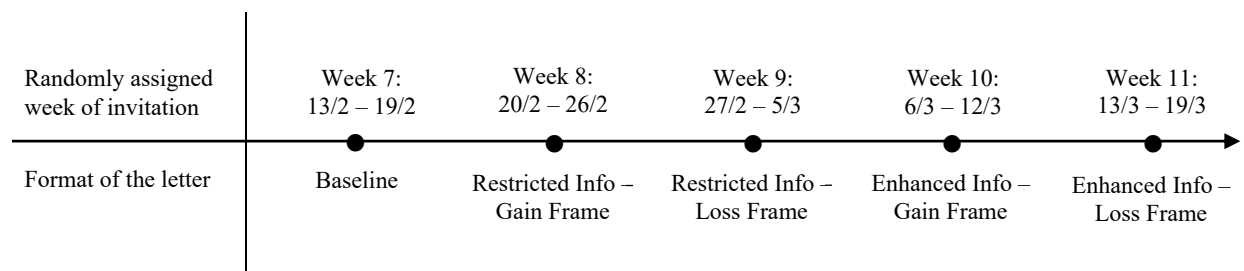 Randomly assigned
week of invitation
Week 7:
13/2 – 19/2
Week 8:
20/2 – 26/2
Week 9:
27/2 – 5/3
Week 10:
6/3 – 12/3
Week 11:
13/3 – 19/3
Format of the letter
Baseline
Restricted Info –
Gain Frame
Restricted Info –
Loss Frame
Enhanced Info –
Gain Frame
Enhanced Info –
Loss Frame